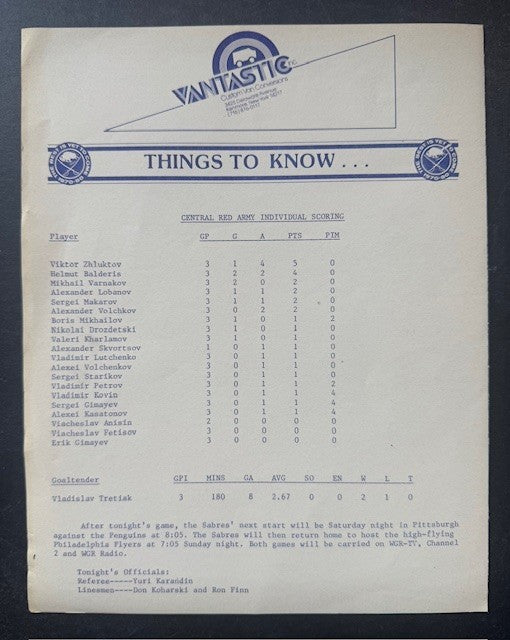 VANTASTIC inc.
Custom Van Conversions
3825 Delaware Avenue
Kenmore, New York 14217
(716) 876-0177
THINGS TO KNOW . . .
CENTRAL RED ARMY INDIVIDUAL SCORING
Player GP G A PTS PIM
Viktor Zhluktov 3 1 4 5 0
Helmut Balderis 3 2 2 4 0
Mikhail Varnakov 3 2 0 2 0
Alexander Lobanov 3 1 1 2 0
Sergei Makarov 3 1 1 2 0
Alexander Volchkov 3 0 2 2 0
Boris Mikhailov 3 1 0 1 2
Nikolai Drozdetski 3 1 0 1 0
Valeri Kharlamov 3 1 0 1 0
Alexander Skvortsov 1 0 1 1 0
Vladimir Lutchenko 3 0 1 1 0
Alexei Volchenkov 3 0 1 1 0
Sergei Starikov 3 0 1 1 0
Vladimir Petrov 3 0 1 1 2
Vladimir Kovin 3 0 1 1 4
Sergei Gimayev 3 0 1 1 4
Alexei Kasatonov 3 0 1 1 4
Viacheslav Anisin 2 0 0 0 0
Viacheslav Fetisov 3 0 0 0 0
Erik Gimayev 3 0 0 0 0
Goaltender GPI MINS GA AVG SO EN W L T
Vladislav Tretiak 3 180 8 2.67 0 0 2 1 0
After tonight's game, the Sabres' next start will be Saturday night in Pittsburgh
against the Penguins at 8:05. The Sabres will then return home to host the high-flying
Philadelphia Flyers at 7:05 Sunday night. Both games will be carried on WGR-TV, Channel
2 and WGR Radio.
Tonight's Officials:
Referee-----Yuri Karandin
Linesmen----Don Koharski and Ron Finn